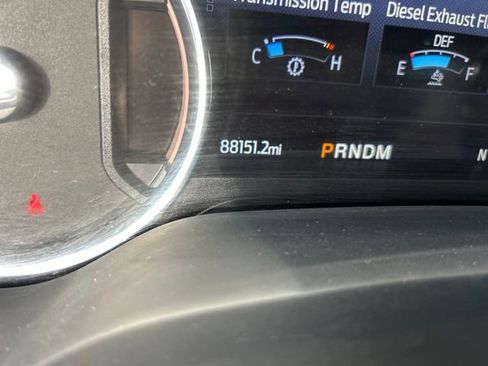 Transmission Temp
Diesel Exhaust Fl
C H
DEF
E F
88151.2mi
PRNDM
N